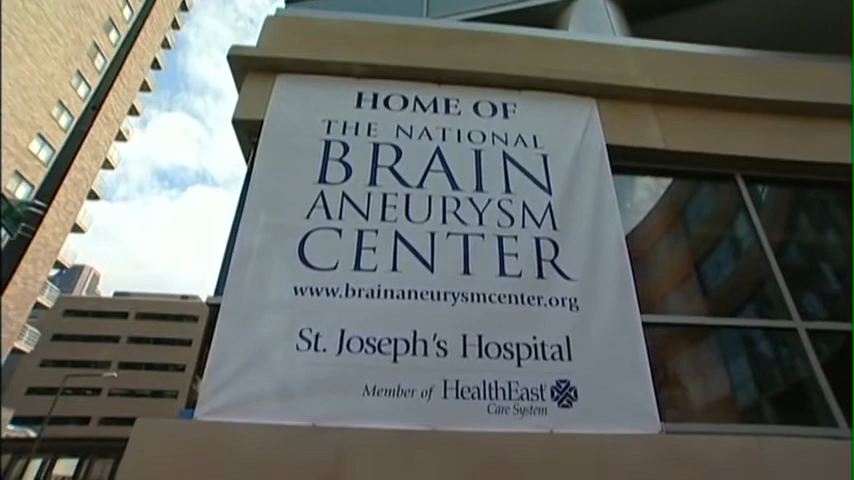 HOME OF
THE NATIONAL
BRAIN
ANEURYSM
CENTER
www.brainaneurysmcenter.org
St. Joseph's Hospital
Member of HealthEast
Care System